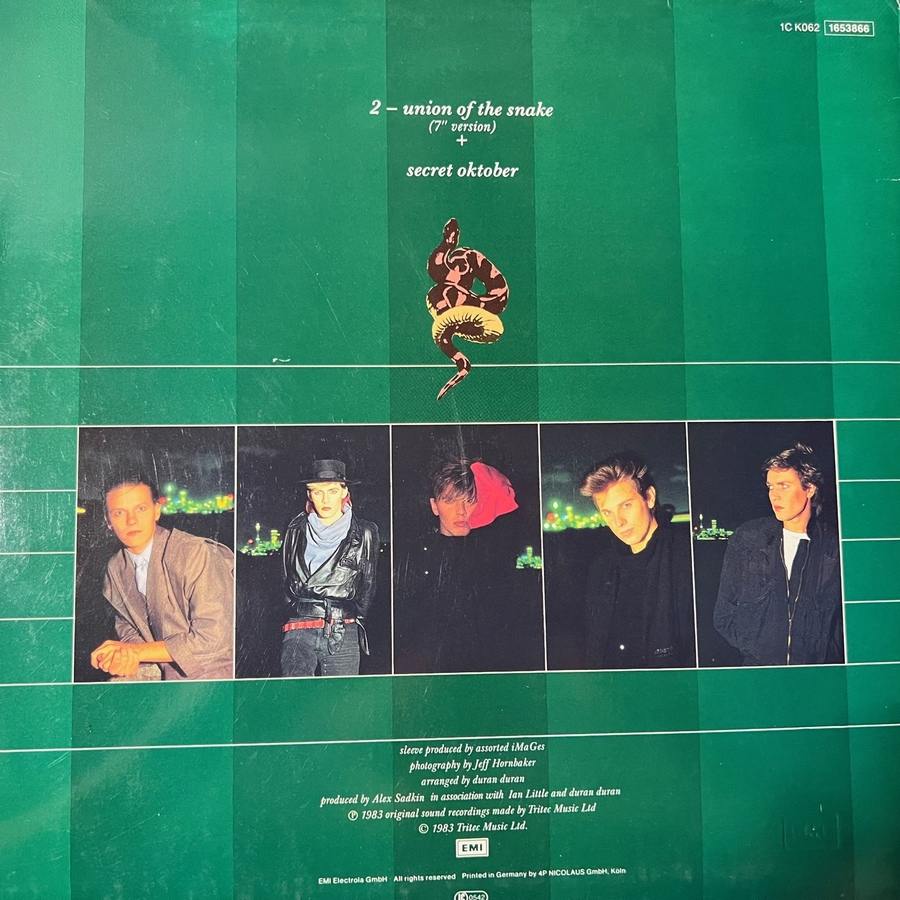 1C K062 1653866
2 – union of the snake
(7" version)
+
secret oktober
sleeve produced by assorted iMaGes
photography by Jeff Hornbaker
arranged by duran duran
produced by Alex Sadkin in association with Ian Little and duran duran
℗ 1983 original sound recordings made by Tritec Music Ltd
© 1983 Tritec Music Ltd.
EMI
EMI Electrola GmbH · All rights reserved Printed in Germany by 4P NICOLAUS GmbH, Köln
LC 0542